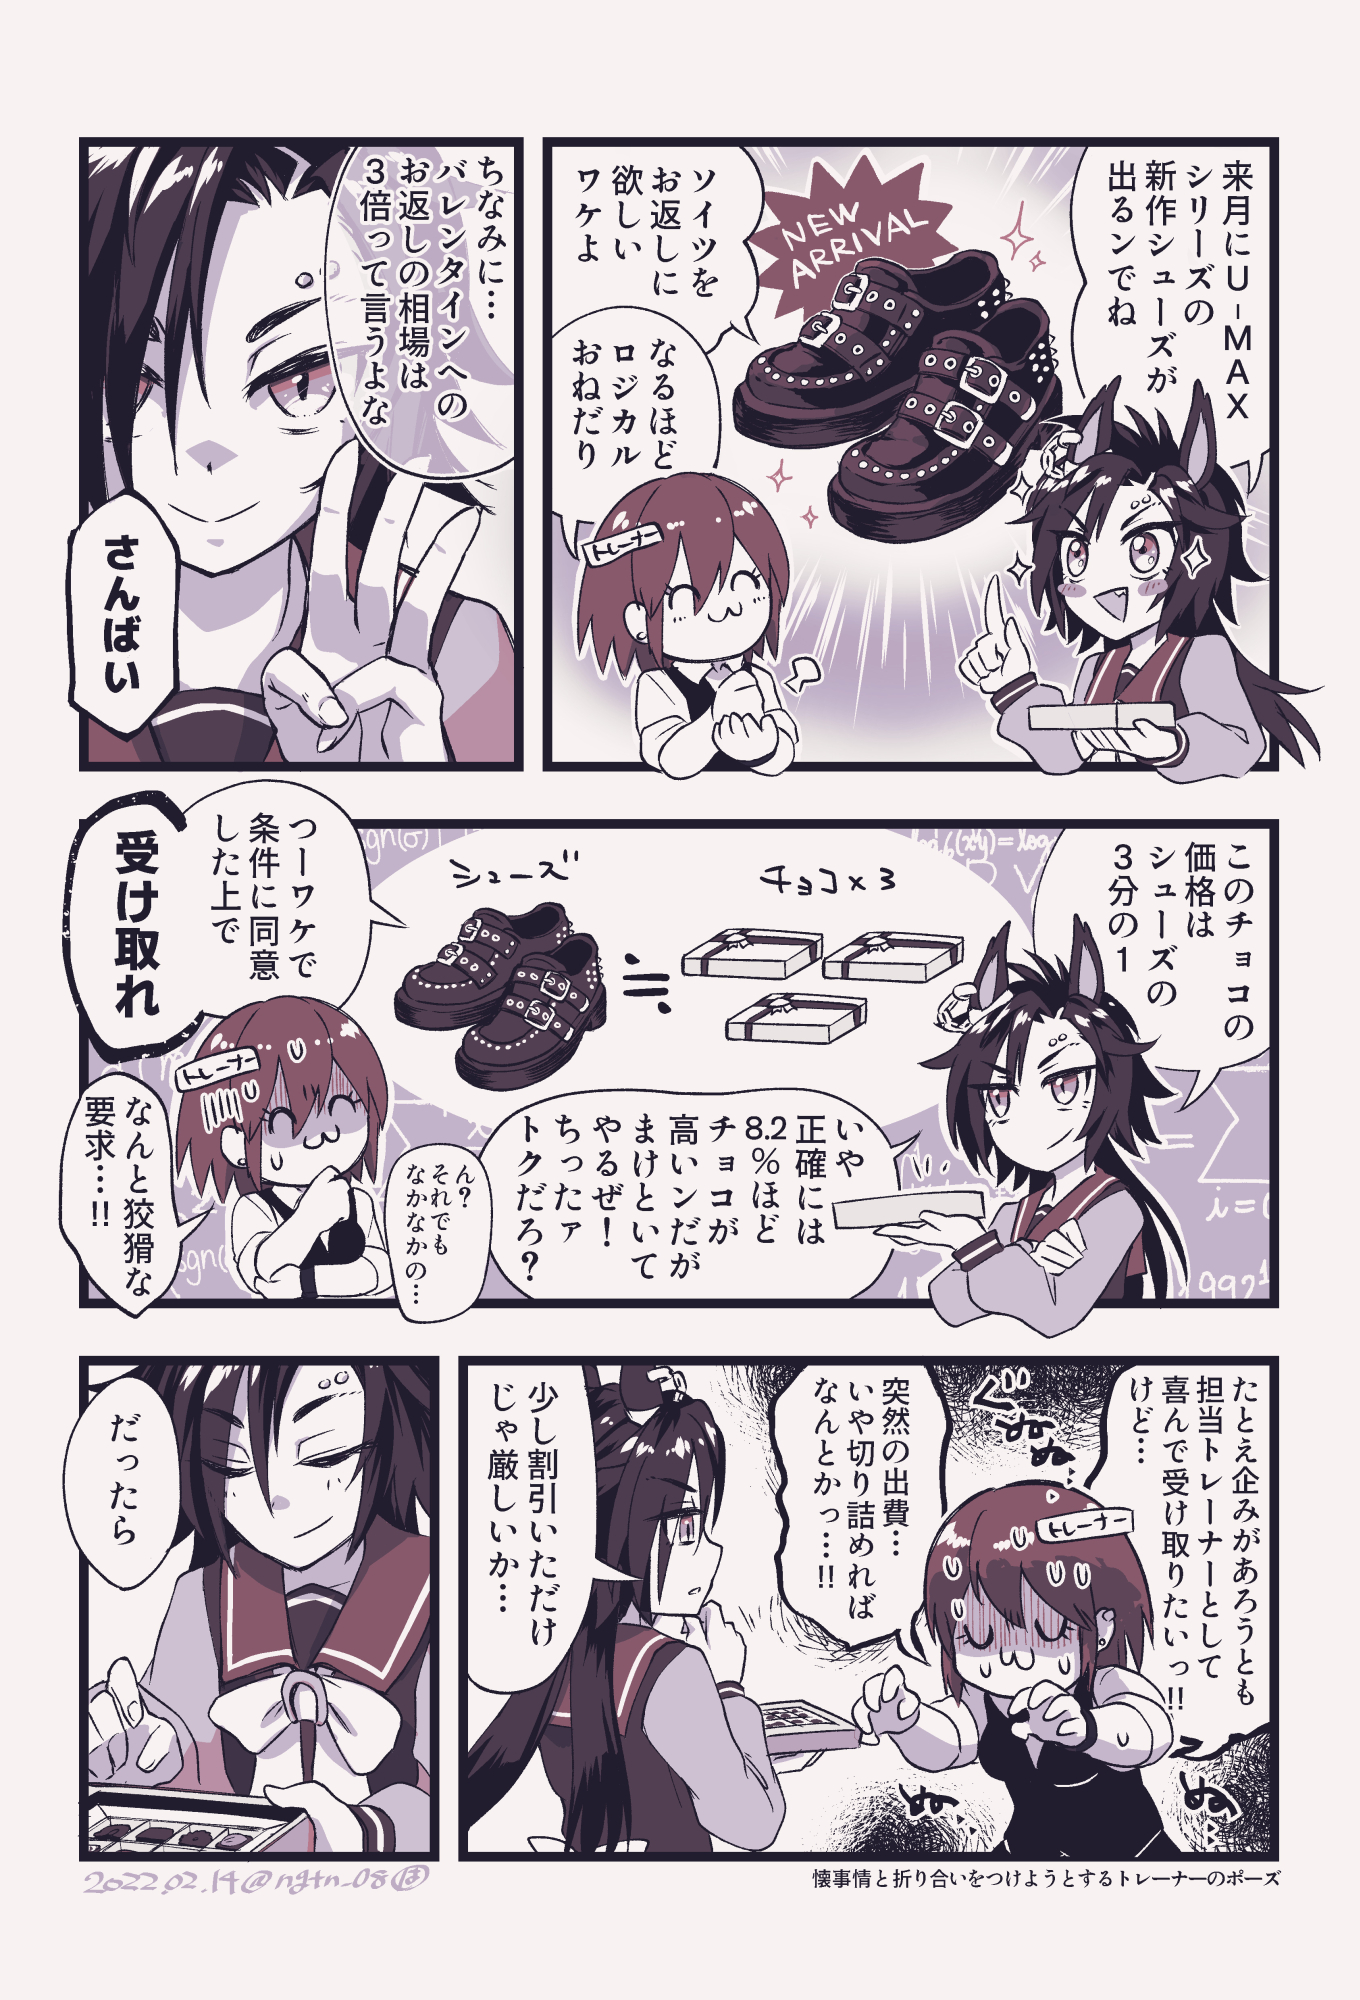 来月にU-MAX
シリーズの
新作シューズが
出るンでね
NEW
ARRIVAL
ソイツを
お返しに
欲しい
ワケよ
なるほど
ロジカル
おねだり
トレーナー
ちなみに…
バレンタインへの
お返しの相場は
3倍って言うよな
さんばい
このチョコの
価格は
シューズの
3分の1
チョコ×3
≒
シューズ
いや
正確には
8.2%ほど
チョコが
高いンだが
まけといて
やるぜ!
ちったァ
トクだろ?
ん?
それでも
なかなかの…
つーワケで
条件に同意
した上で
受け取れ
トレーナー
なんと狡猾な
要求…!!
たとえ企みがあろうとも
担当トレーナーとして
喜んで受け取りたいっ!!
けど…
ぐぬぬぬ
突然の出費…
いや切り詰めれば
なんとかっ…!!
トレーナー
ぬ
ぬ
少し割引いただけ
じゃ厳しいか…
だったら
懐事情と折り合いをつけようとするトレーナーのポーズ
2022.02.14@ngtn_08